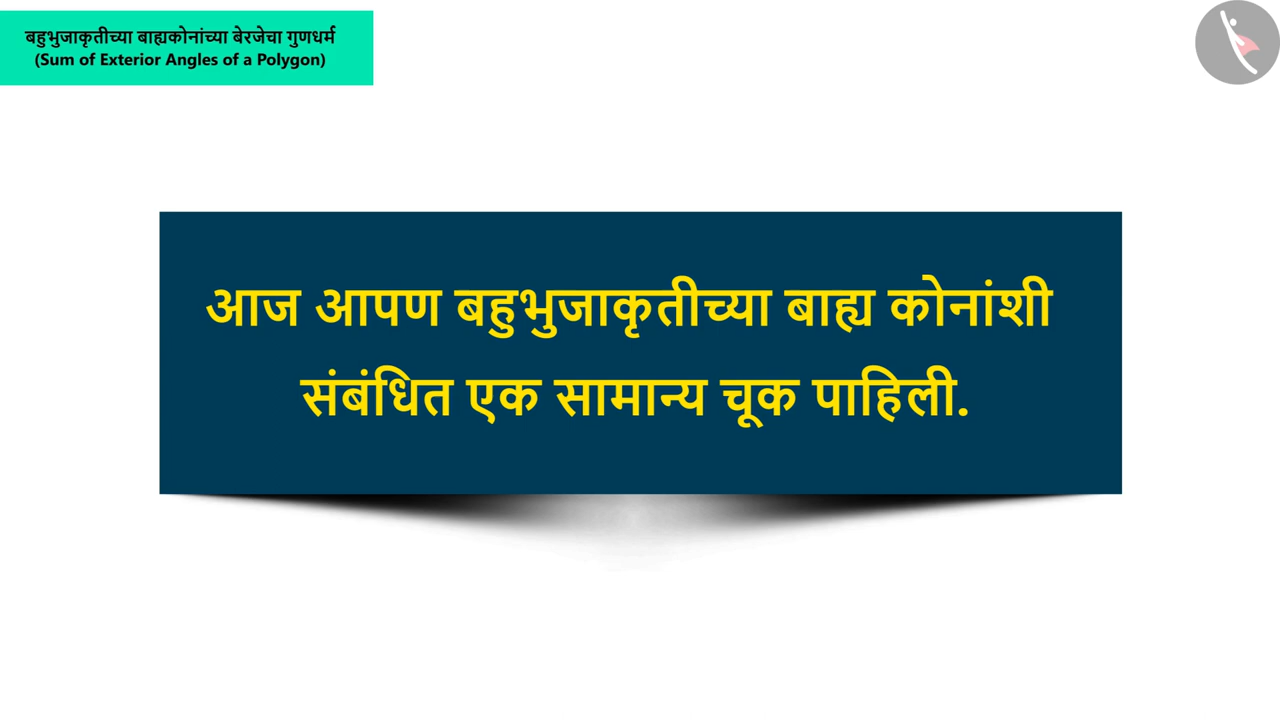 बहुभुजाकृतीच्या बाह्यकोनांच्या बेरजेचा गुणधर्म
(Sum of Exterior Angles of a Polygon)
आज आपण बहुभुजाकृतीच्या बाह्य कोनांशी
संबंधित एक सामान्य चूक पाहिली.